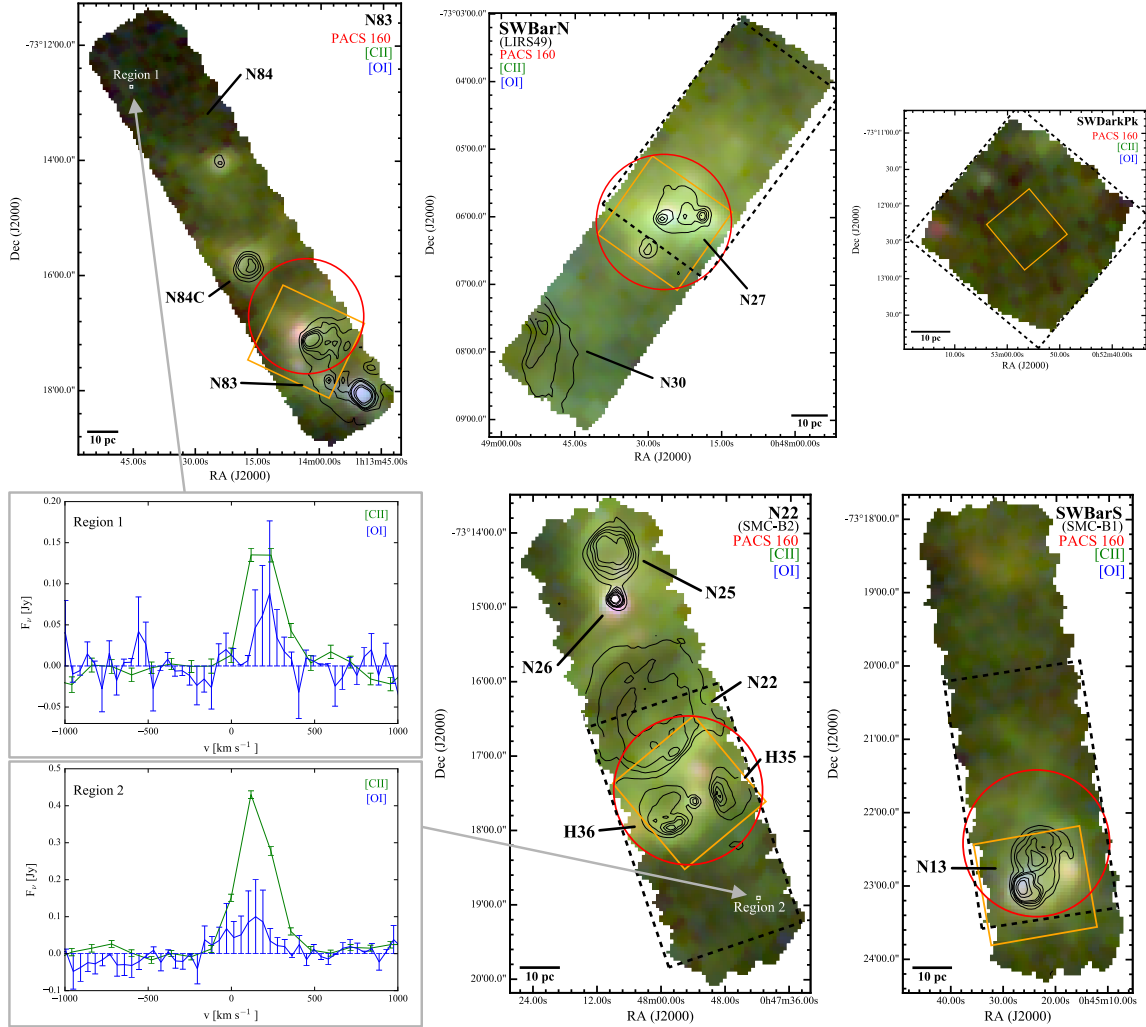 N83
PACS 160
[CII]
[OI]
Region 1
N84
N84C
N83
10 pc
-73°12'00.0"
14'00.0"
16'00.0"
18'00.0"
Dec (J2000)
45.00s
30.00s
15.00s
14m00.00s
1h13m45.00s
RA (J2000)
SWBarN
(LIRS49)
PACS 160
[CII]
[OI]
N27
N30
10 pc
-73°03'00.0"
04'00.0"
05'00.0"
06'00.0"
07'00.0"
08'00.0"
09'00.0"
Dec (J2000)
49m00.00s
45.00s
30.00s
15.00s
0h48m00.00s
RA (J2000)
SWDarkPk
PACS 160
[CII]
[OI]
10 pc
-73°11'00.0"
30.0"
12'00.0"
30.0"
13'00.0"
30.0"
Dec (J2000)
10.00s
53m00.00s
50.00s
0h52m40.00s
RA (J2000)
Region 1
[CII]
[OI]
0.20
0.15
0.10
0.05
0.00
-0.05
Fν [Jy]
-1000
-500
0
500
1000
v [km s⁻¹]
Region 2
[CII]
[OI]
0.5
0.4
0.3
0.2
0.1
0.0
0.1
Fν [Jy]
-1000
-500
0
500
1000
v [km s⁻¹]
N22
(SMC-B2)
PACS 160
[CII]
[OI]
N25
N26
N22
H35
H36
Region 2
10 pc
-73°14'00.0"
15'00.0"
16'00.0"
17'00.0"
18'00.0"
19'00.0"
20'00.0"
Dec (J2000)
24.00s
12.00s
48m00.00s
48.00s
0h47m36.00s
RA (J2000)
SWBarS
(SMC-B1)
PACS 160
[CII]
[OI]
N13
10 pc
-73°18'00.0"
19'00.0"
20'00.0"
21'00.0"
22'00.0"
23'00.0"
24'00.0"
Dec (J2000)
40.00s
30.00s
20.00s
0h45m10.00s
RA (J2000)